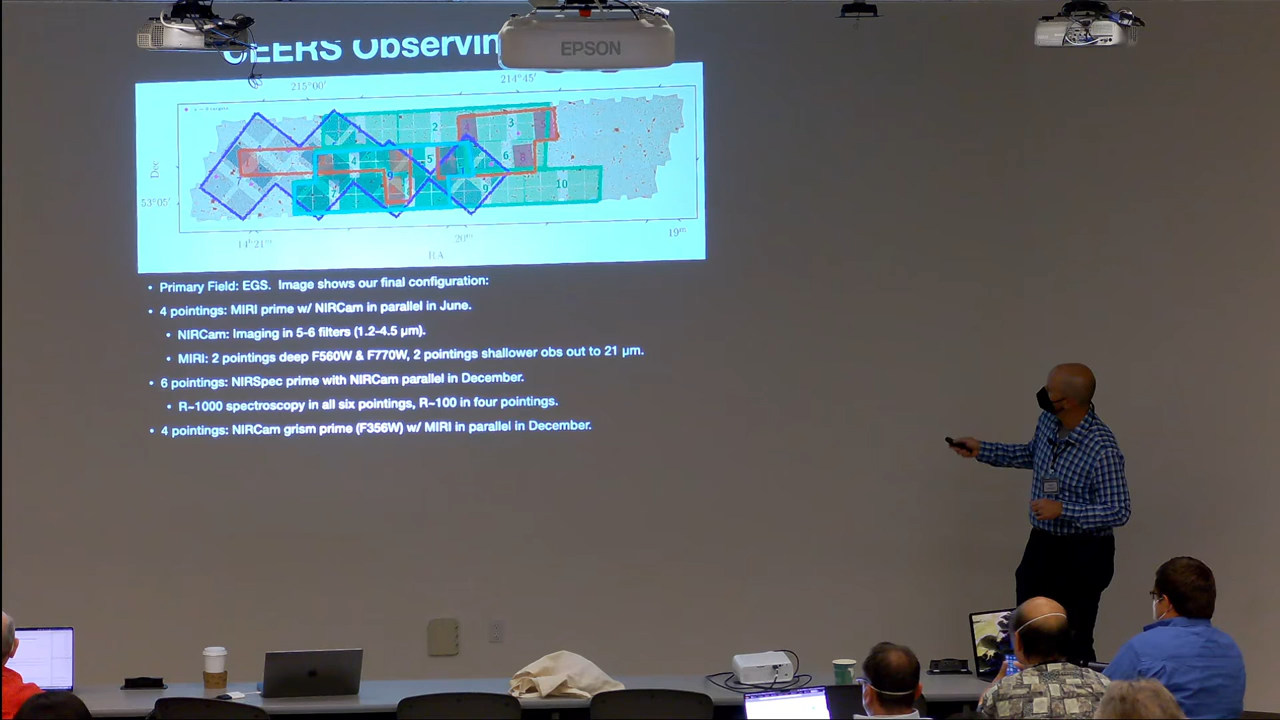 CEERS Observin
EPSON
215°00'
214°45'
2
3
4
5
6
7
9
9
10
Dec
53°05'
14ʰ21ᵐ
20ᵐ
19ᵐ
RA
• Primary Field: EGS. Image shows our final configuration:
• 4 pointings: MIRI prime w/ NIRCam in parallel in June.
• NIRCam: Imaging in 5-6 filters (1.2-4.5 μm).
• MIRI: 2 pointings deep F560W & F770W, 2 pointings shallower obs out to 21 μm.
• 6 pointings: NIRSpec prime with NIRCam parallel in December.
• R~1000 spectroscopy in all six pointings, R~100 in four pointings.
• 4 pointings: NIRCam grism prime (F356W) w/ MIRI in parallel in December.